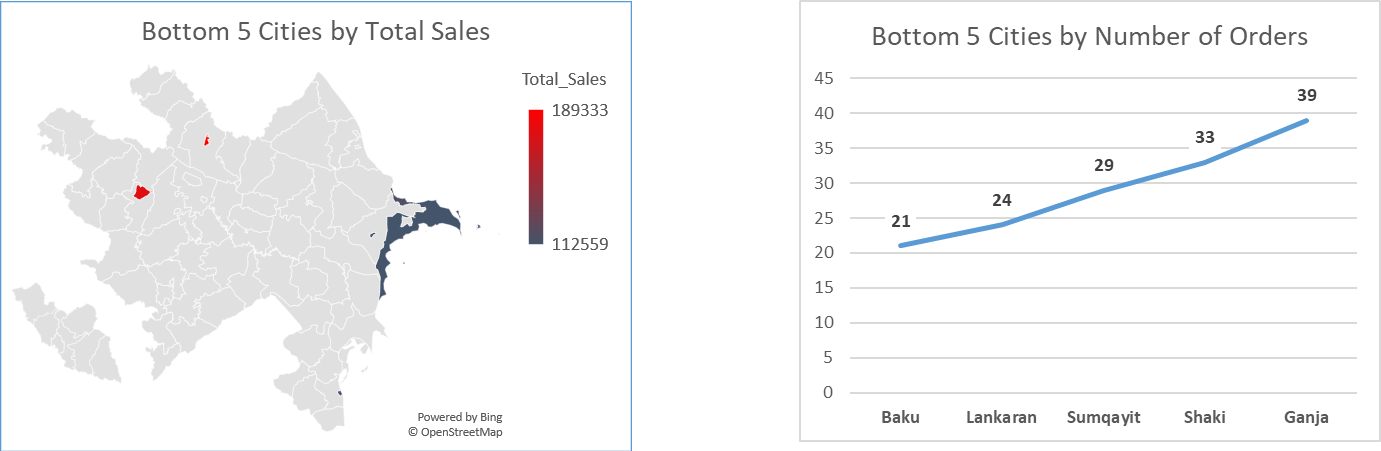 Bottom 5 Cities by Total Sales
Total_Sales
189333
112559
Powered by Bing
© OpenStreetMap
Bottom 5 Cities by Number of Orders
45
40
35
30
25
20
15
10
5
0
21
24
29
33
39
Baku
Lankaran
Sumqayit
Shaki
Ganja